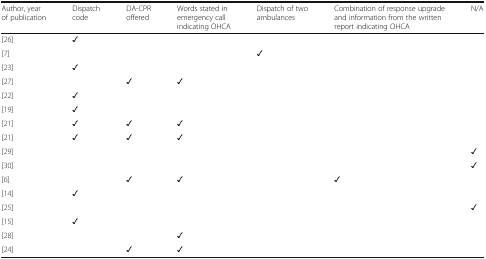 Author, year of publication | Dispatch code | DA-CPR offered | Words stated in emergency call indicating OHCA | Dispatch of two ambulances | Combination of response upgrade and information from the written report indicating OHCA | N/A
[26] | ✓ | | | | |
[7] | | | | ✓ | |
[23] | ✓ | | | | |
[27] | | ✓ | ✓ | | |
[22] | ✓ | | | | |
[19] | ✓ | | | | |
[21] | ✓ | ✓ | ✓ | | |
[21] | ✓ | ✓ | ✓ | | |
[29] | | | | | | ✓
[30] | | | | | | ✓
[6] | | ✓ | ✓ | | ✓ |
[14] | ✓ | | | | |
[25] | | | | | | ✓
[15] | ✓ | | | | |
[28] | | | ✓ | | |
[24] | | ✓ | ✓ | | |